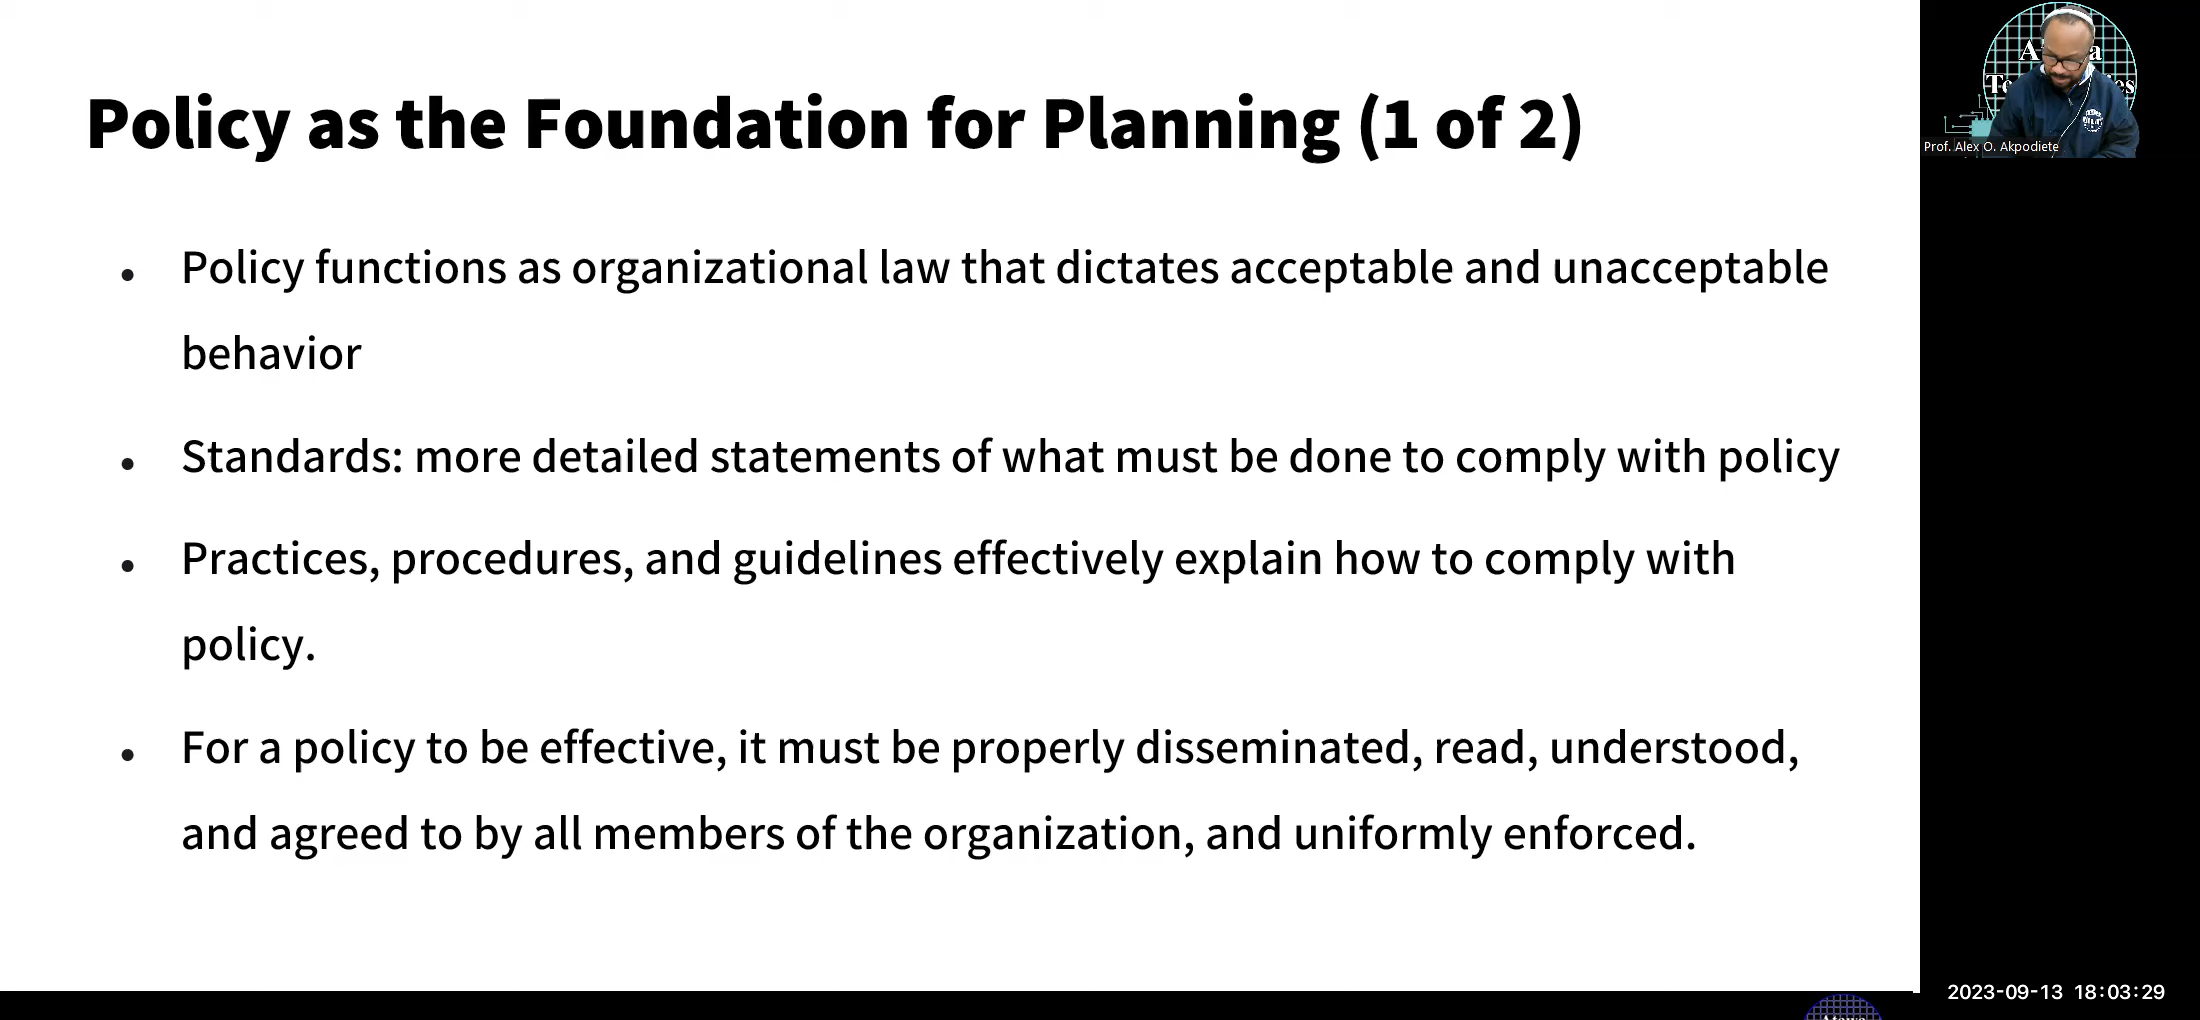 Policy as the Foundation for Planning (1 of 2)
• Policy functions as organizational law that dictates acceptable and unacceptable
behavior
• Standards: more detailed statements of what must be done to comply with policy
• Practices, procedures, and guidelines effectively explain how to comply with
policy.
• For a policy to be effective, it must be properly disseminated, read, understood,
and agreed to by all members of the organization, and uniformly enforced.
Prof. Alex O. Akpodiete
2023-09-13 18:03:29